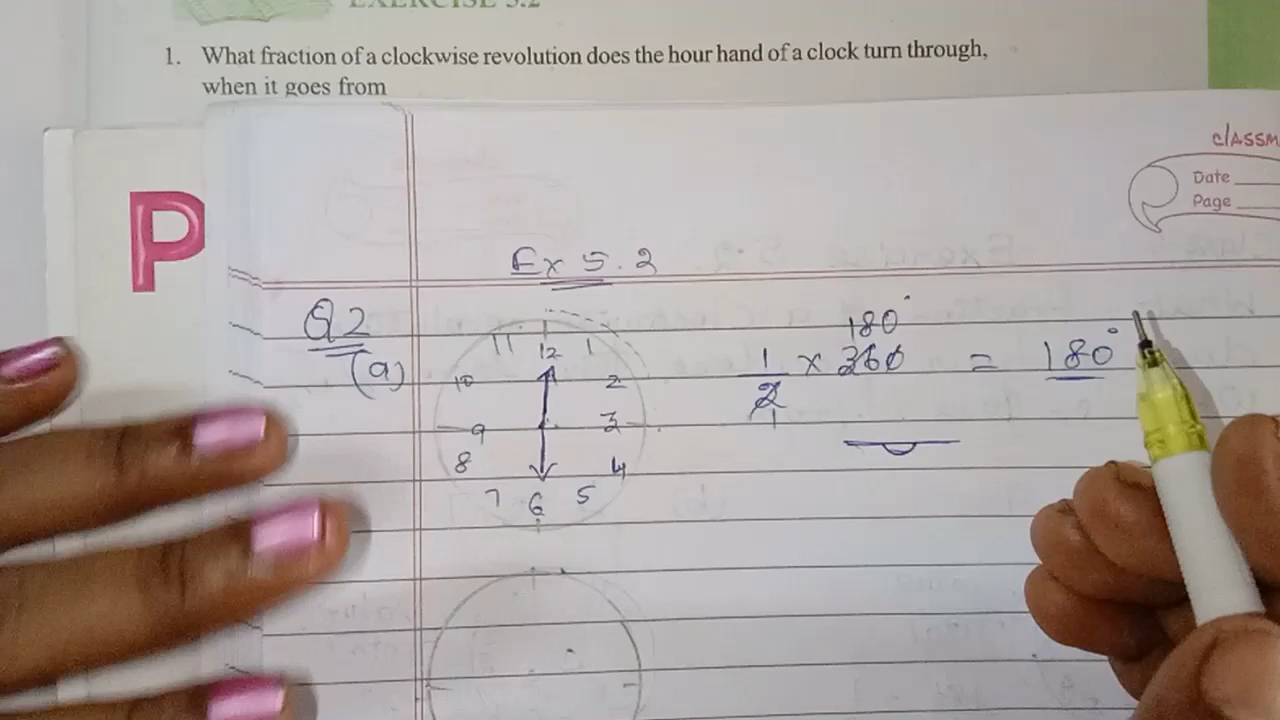 EXERCISE 5.2
1. What fraction of a clockwise revolution does the hour hand of a clock turn through,
when it goes from
P
CLASSM
Date
Page
Ex 5.2
Q2
(a)
11 12 1
10 2
9 3
8 4
7 6 5
180°
1/2 × 360 = 180°
1